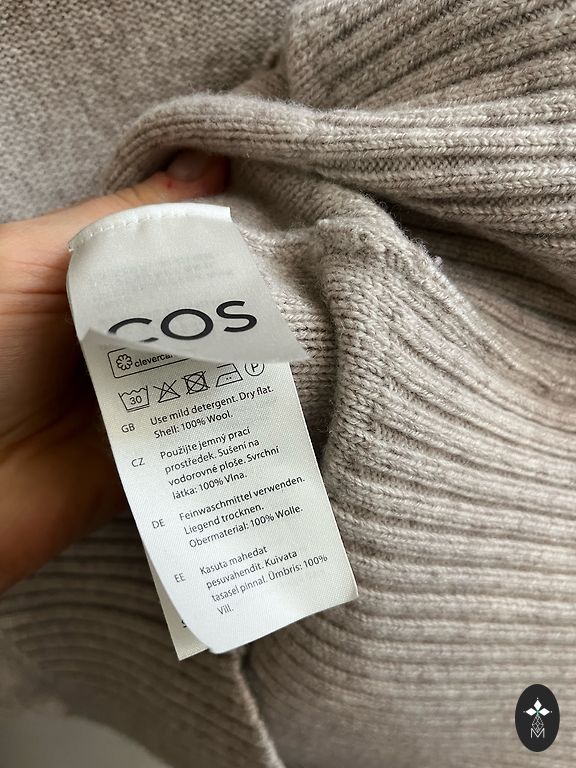 COS
clevercar
30
P
GB Use mild detergent. Dry flat.
Shell: 100% Wool.
CZ Použijte jemný prací
prostředek. Sušení na
vodorovné ploše. Svrchní
látka: 100% Vlna.
DE Feinwaschmittel verwenden.
Liegend trocknen.
Obermaterial: 100% Wolle.
EE Kasuta mahedat
pesuvahendit. Kuivata
tasasel pinnal. Ümbris: 100%
Vill.
M